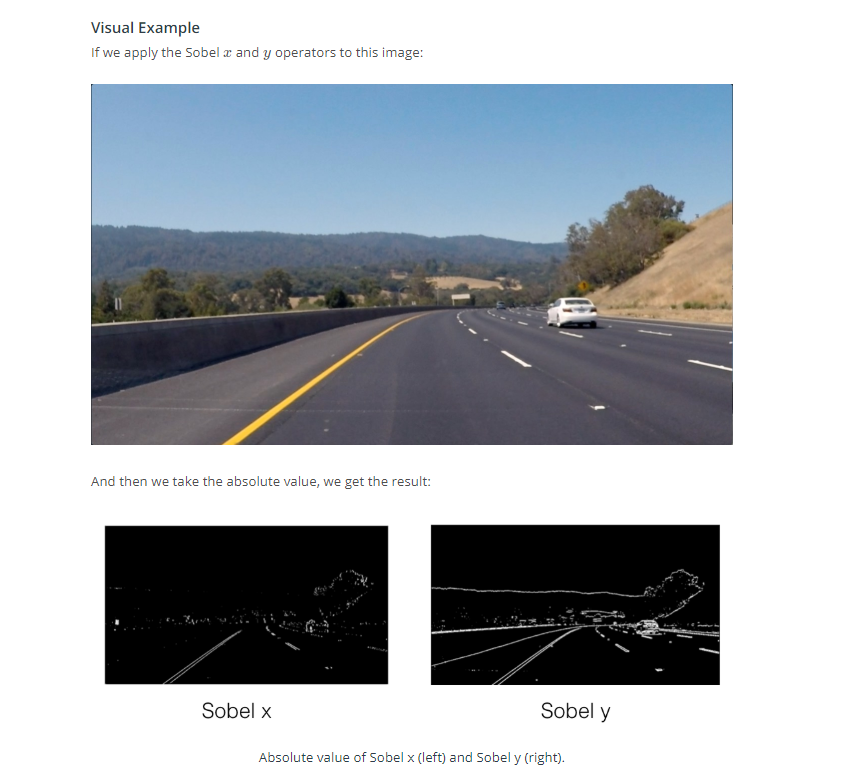 Visual Example
If we apply the Sobel x and y operators to this image:
And then we take the absolute value, we get the result:
Sobel x
Sobel y
Absolute value of Sobel x (left) and Sobel y (right).